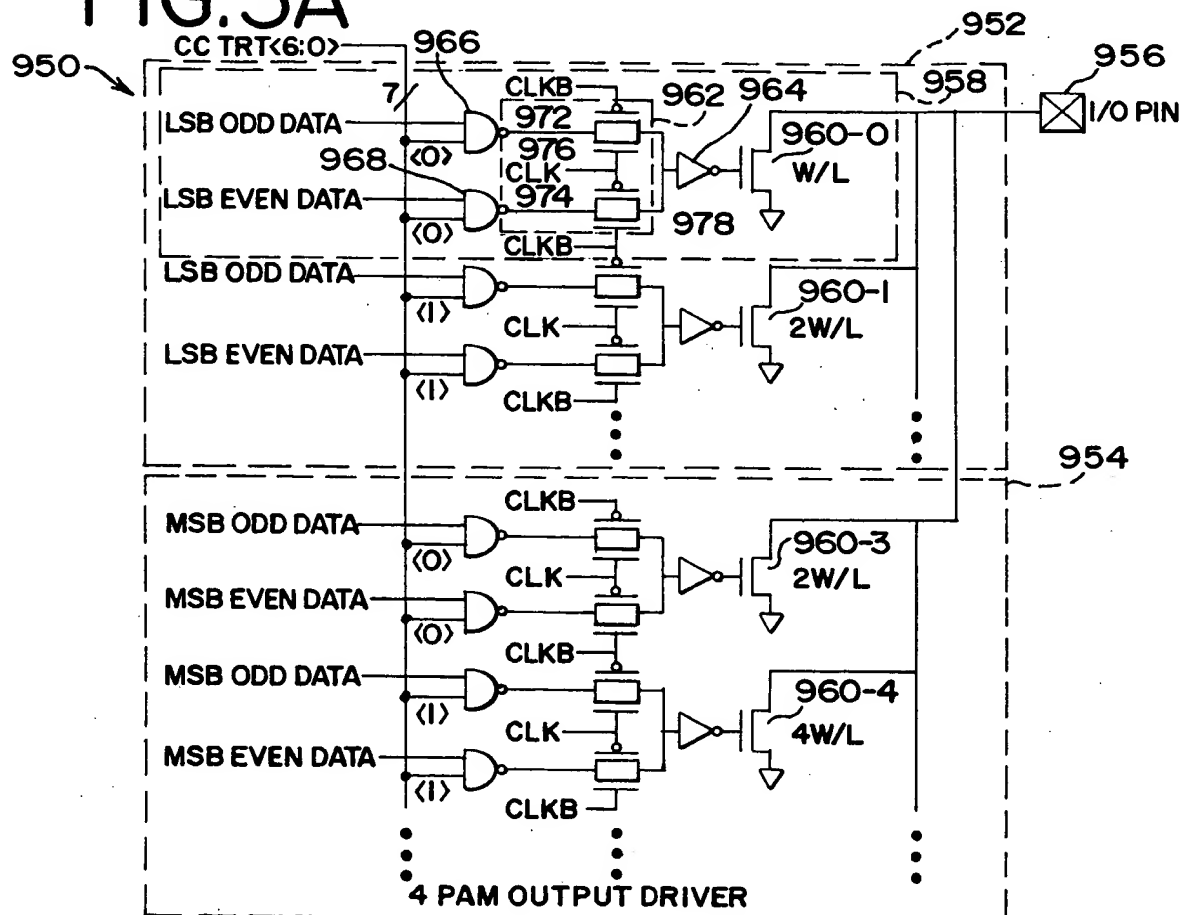 FIG.5A
CC TRT<6:0>
966
952
950
956
7
CLKB
962
964
958
LSB ODD DATA
972
I/O PIN
<0>
976
960-0
968
CLK
W/L
LSB EVEN DATA
974
978
<0>
CLKB
LSB ODD DATA
960-1
<1>
CLK
2W/L
LSB EVEN DATA
<1>
CLKB
954
CLKB
MSB ODD DATA
960-3
<0>
CLK
2W/L
MSB EVEN DATA
<0>
CLKB
MSB ODD DATA
960-4
<1>
CLK
4W/L
MSB EVEN DATA
<1>
CLKB
4 PAM OUTPUT DRIVER